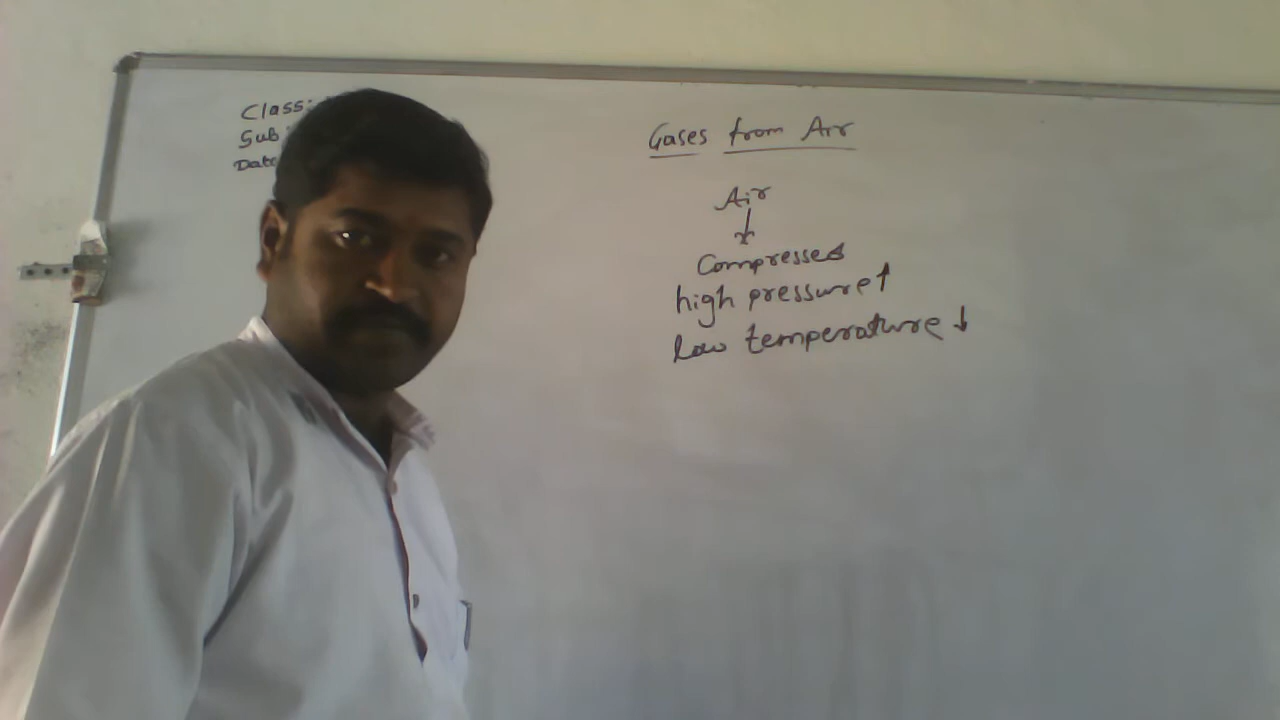 Class:
Sub:
Date
Gases from Air
Air
Compressed
high pressure↑
low temperature↓